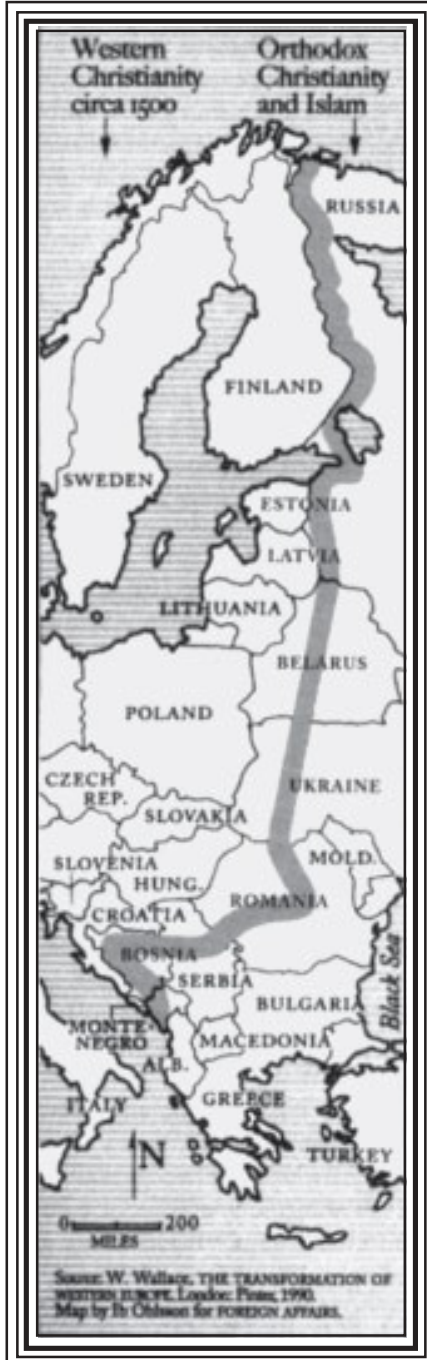 Western
Christianity
circa 1500
Orthodox
Christianity
and Islam
RUSSIA
FINLAND
SWEDEN
ESTONIA
LATVIA
LITHUANIA
BELARUS
POLAND
CZECH
REP.
UKRAINE
SLOVAKIA
MOLD.
SLOVENIA
HUNG.
ROMANIA
CROATIA
BOSNIA
SERBIA
Black Sea
BULGARIA
MONTE-
NEGRO
MACEDONIA
ALB.
ITALY
GREECE
TURKEY
N
0 200
MILES
Source: W. Wallace, THE TRANSFORMATION OF
WESTERN EUROPE. London: Pinter, 1990.
Map by Ib Ohlsson for FOREIGN AFFAIRS.